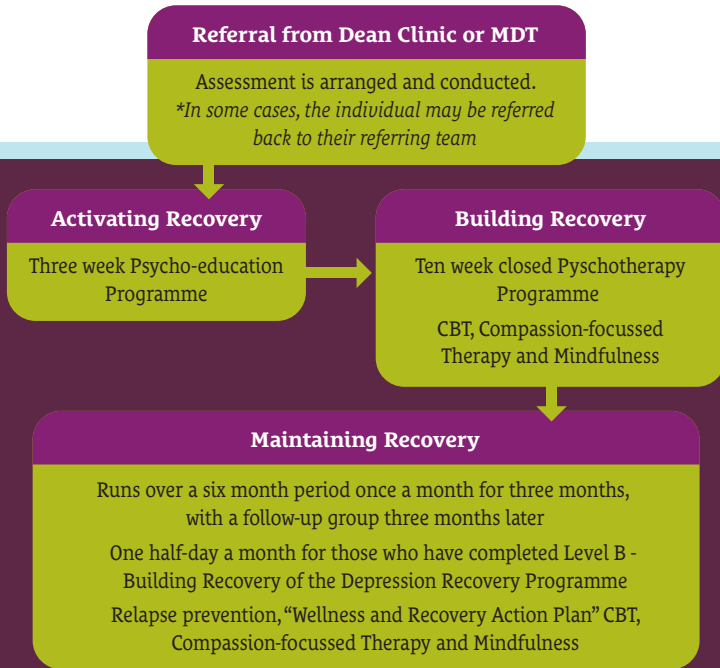 Referral from Dean Clinic or MDT
Assessment is arranged and conducted.
*In some cases, the individual may be referred
back to their referring team
Activating Recovery
Three week Psycho-education
Programme
Building Recovery
Ten week closed Pyschotherapy
Programme
CBT, Compassion-focussed
Therapy and Mindfulness
Maintaining Recovery
Runs over a six month period once a month for three months,
with a follow-up group three months later
One half-day a month for those who have completed Level B -
Building Recovery of the Depression Recovery Programme
Relapse prevention, “Wellness and Recovery Action Plan” CBT,
Compassion-focussed Therapy and Mindfulness